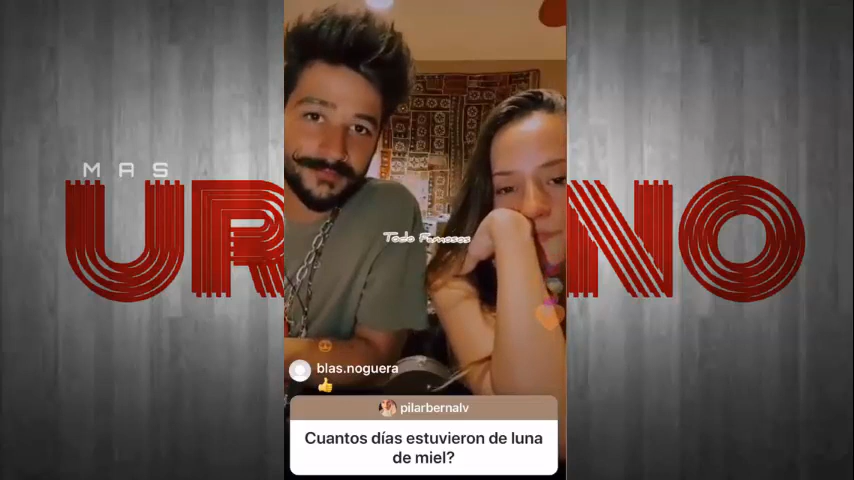 MAS
UR NO
Todo Famosos
blas.noguera
pilarbernalv
Cuantos días estuvieron de luna
de miel?